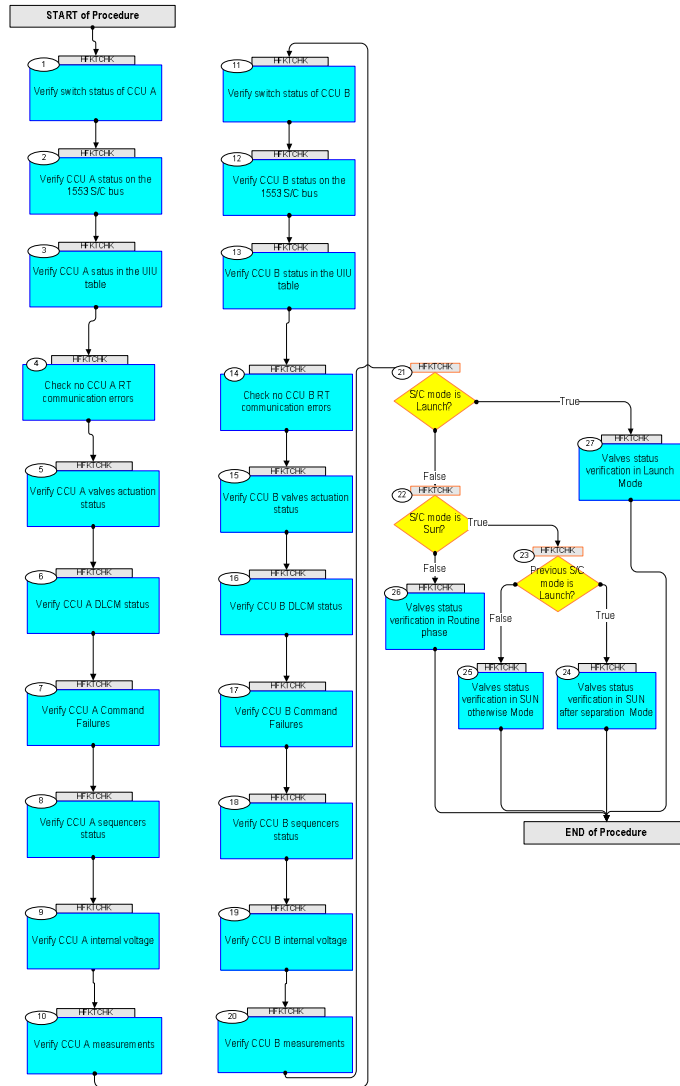 START of Procedure
HFKTCHK
1
Verify switch status of CCU A
HFKTCHK
2
Verify CCU A status on the
1553 S/C bus
HFKTCHK
3
Verify CCU A satus in the UIU
table
HFKTCHK
4
Check no CCU A RT
communication errors
HFKTCHK
5
Verify CCU A valves actuation
status
HFKTCHK
6
Verify CCU A DLCM status
HFKTCHK
7
Verify CCU A Command
Failures
HFKTCHK
8
Verify CCU A sequencers
status
HFKTCHK
9
Verify CCU A internal voltage
HFKTCHK
10
Verify CCU A measurements
HFKTCHK
11
Verify switch status of CCU B
HFKTCHK
12
Verify CCU B status on the
1553 S/C bus
HFKTCHK
13
Verify CCU B status in the UIU
table
HFKTCHK
14
Check no CCU B RT
communication errors
HFKTCHK
15
Verify CCU B valves actuation
status
HFKTCHK
16
Verify CCU B DLCM status
HFKTCHK
17
Verify CCU B Command
Failures
HFKTCHK
18
Verify CCU B sequencers
status
HFKTCHK
19
Verify CCU B internal voltage
HFKTCHK
20
Verify CCU B measurements
HFKTCHK
21
S/C mode is
Launch?
True
False
HFKTCHK
22
S/C mode is
Sun?
True
False
HFKTCHK
23
Previous S/C
mode is
Launch?
False
True
HFKTCHK
27
Valves status
verification in Launch
Mode
HFKTCHK
26
Valves status
verification in Routine
phase
HFKTCHK
25
Valves status
verification in SUN
otherwise Mode
HFKTCHK
24
Valves status
verification in SUN
after separation Mode
END of Procedure